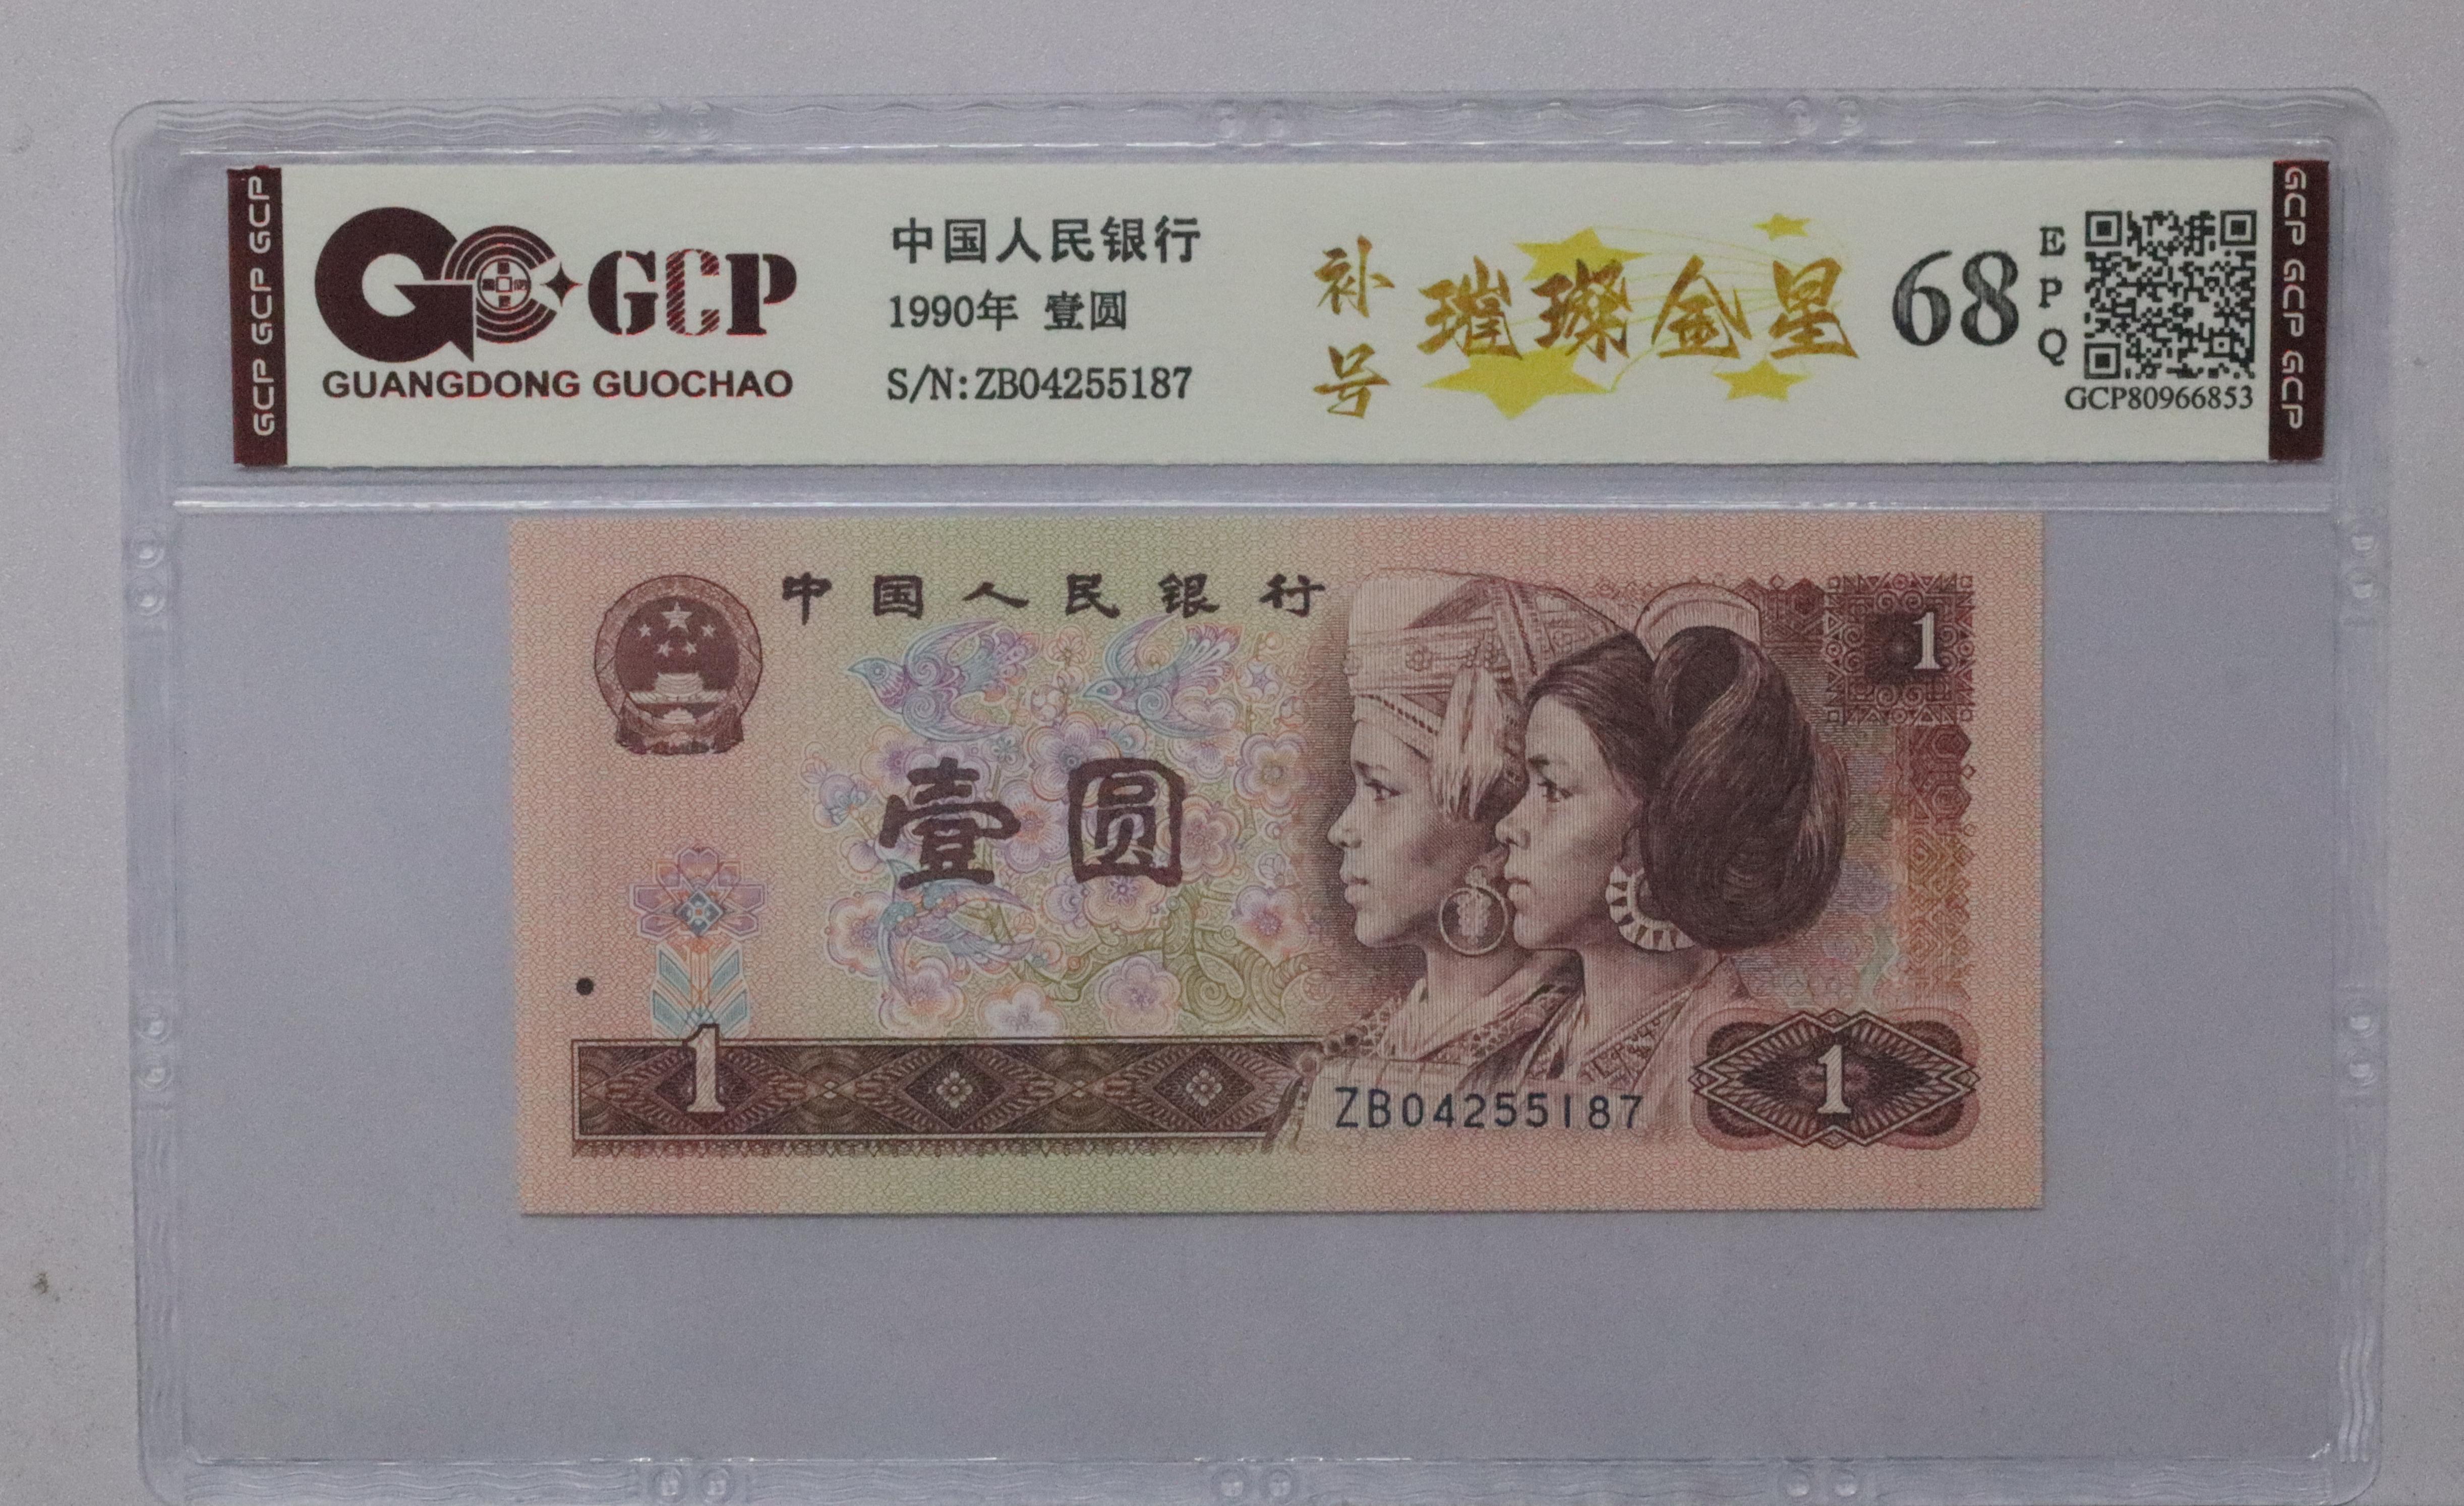 GCP GCP GCP
GCP
GUANGDONG GUOCHAO
中国人民银行
1990年 壹圆
S/N:ZB04255187
补号
璀璨金星
68
EPQ
GCP80966853
GCP GCP GCP
中国人民银行
1
壹圆
1
ZB04255187
1